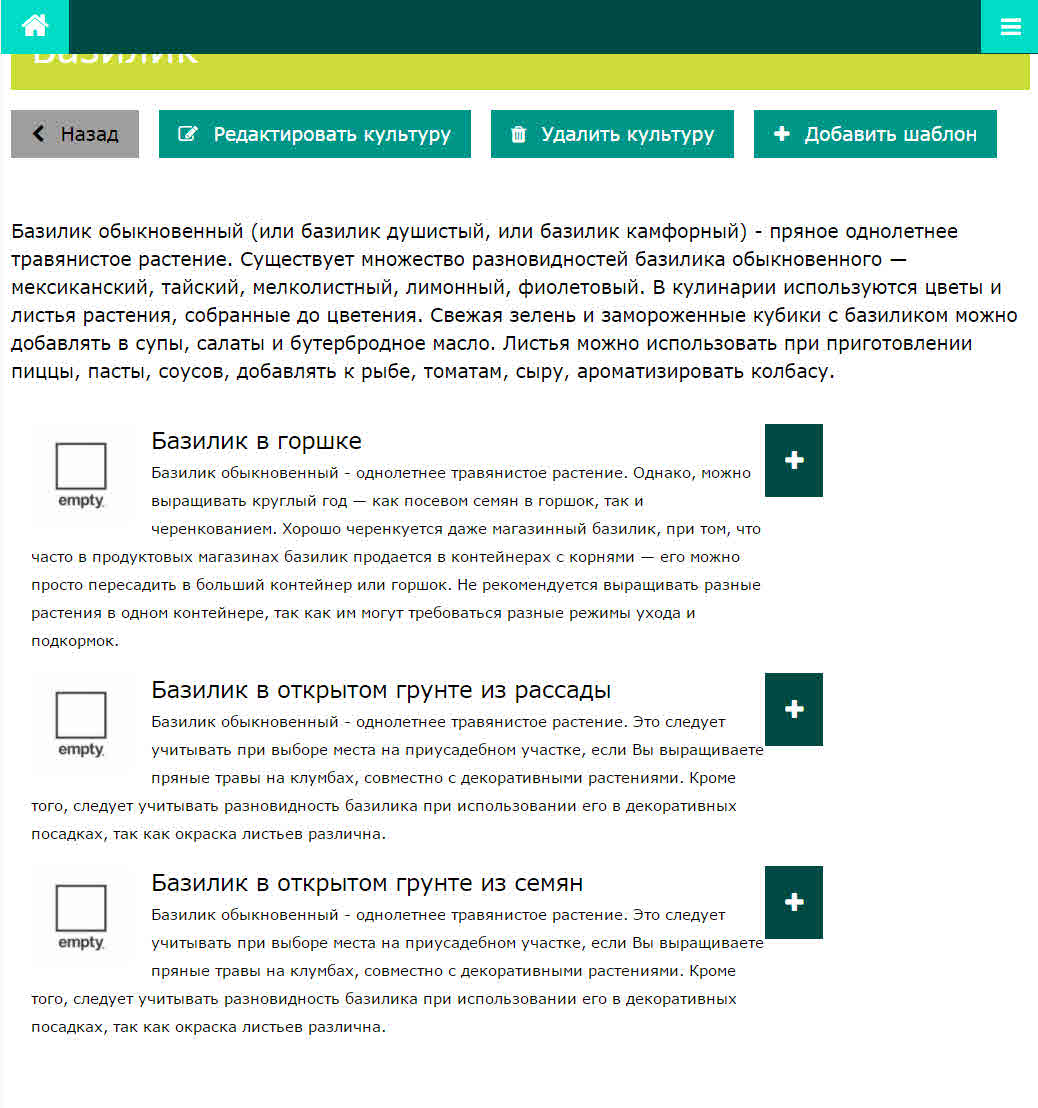 Базилик
Назад
Редактировать культуру
Удалить культуру
Добавить шаблон
Базилик обыкновенный (или базилик душистый, или базилик камфорный) - пряное однолетнее
травянистое растение. Существует множество разновидностей базилика обыкновенного —
мексиканский, тайский, мелколистный, лимонный, фиолетовый. В кулинарии используются цветы и
листья растения, собранные до цветения. Свежая зелень и замороженные кубики с базиликом можно
добавлять в супы, салаты и бутербродное масло. Листья можно использовать при приготовлении
пиццы, пасты, соусов, добавлять к рыбе, томатам, сыру, ароматизировать колбасу.
empty.
Базилик в горшке
Базилик обыкновенный - однолетнее травянистое растение. Однако, можно
выращивать круглый год — как посевом семян в горшок, так и
черенкованием. Хорошо черенкуется даже магазинный базилик, при том, что
часто в продуктовых магазинах базилик продается в контейнерах с корнями — его можно
просто пересадить в больший контейнер или горшок. Не рекомендуется выращивать разные
растения в одном контейнере, так как им могут требоваться разные режимы ухода и
подкормок.
empty.
Базилик в открытом грунте из рассады
Базилик обыкновенный - однолетнее травянистое растение. Это следует
учитывать при выборе места на приусадебном участке, если Вы выращиваете
пряные травы на клумбах, совместно с декоративными растениями. Кроме
того, следует учитывать разновидность базилика при использовании его в декоративных
посадках, так как окраска листьев различна.
empty.
Базилик в открытом грунте из семян
Базилик обыкновенный - однолетнее травянистое растение. Это следует
учитывать при выборе места на приусадебном участке, если Вы выращиваете
пряные травы на клумбах, совместно с декоративными растениями. Кроме
того, следует учитывать разновидность базилика при использовании его в декоративных
посадках, так как окраска листьев различна.